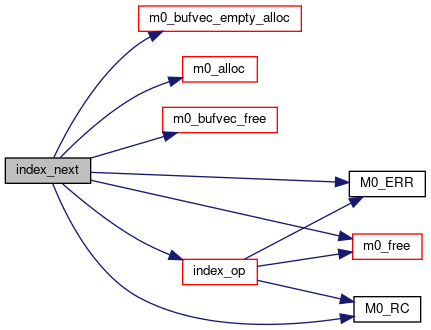 m0_bufvec_empty_alloc
m0_alloc
m0_bufvec_free
index_next
M0_ERR
m0_free
index_op
M0_RC